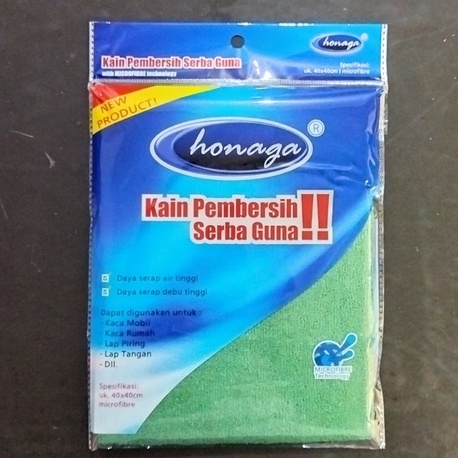 Kain Pembersih Serba Guna
with MICROFIBRE technology
honaga
Spesifikasi:
uk. 40x40cm | microfibre
NEW
PRODUCT!
honaga®
Kain Pembersih
Serba Guna!!
Daya serap air tinggi
Daya serap debu tinggi
Dapat digunakan untuk :
- Kaca Mobil
- Kaca Rumah
- Lap Piring
- Lap Tangan
- Dll.
Spesifikasi:
uk. 40x40cm
microfibre
MICROFIBRE
Technology